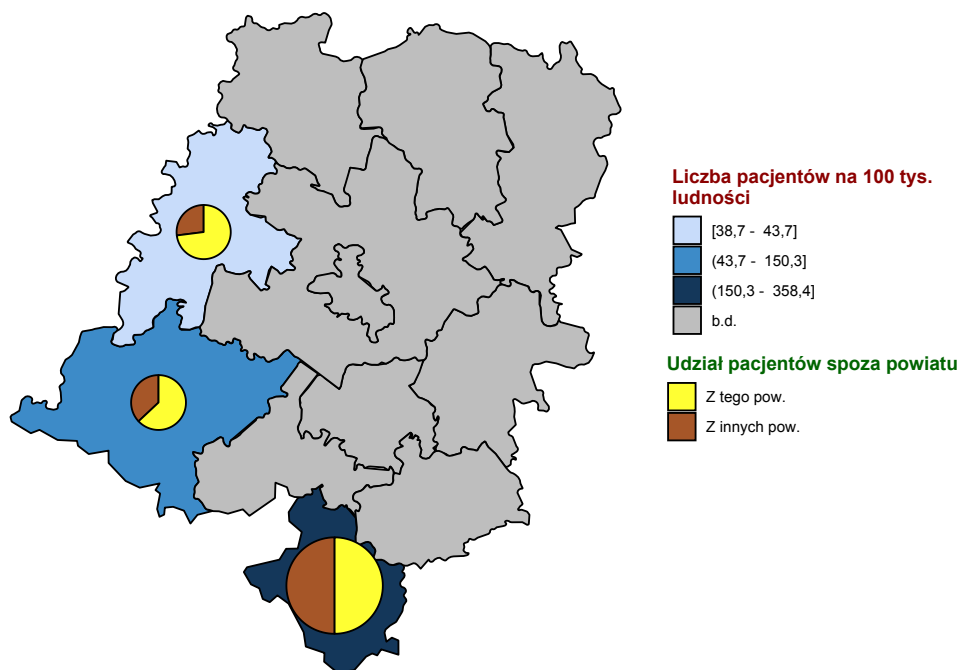 Liczba pacjentów na 100 tys.
ludności
[38,7 - 43,7]
(43,7 - 150,3]
(150,3 - 358,4]
b.d.
Udział pacjentów spoza powiatu
Z tego pow.
Z innych pow.